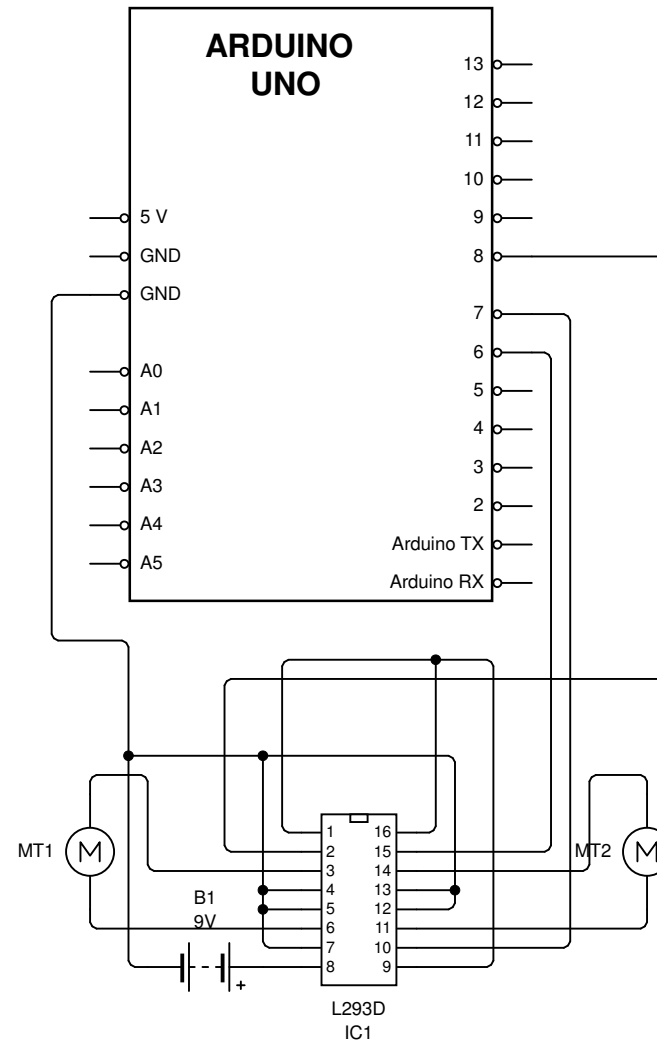 ARDUINO
UNO
13
12
11
10
9
8
7
6
5
4
3
2
Arduino TX
Arduino RX
5 V
GND
GND
A0
A1
A2
A3
A4
A5
MT1
M
MT2
M
B1
9V
+
1
2
3
4
5
6
7
8
16
15
14
13
12
11
10
9
L293D
IC1